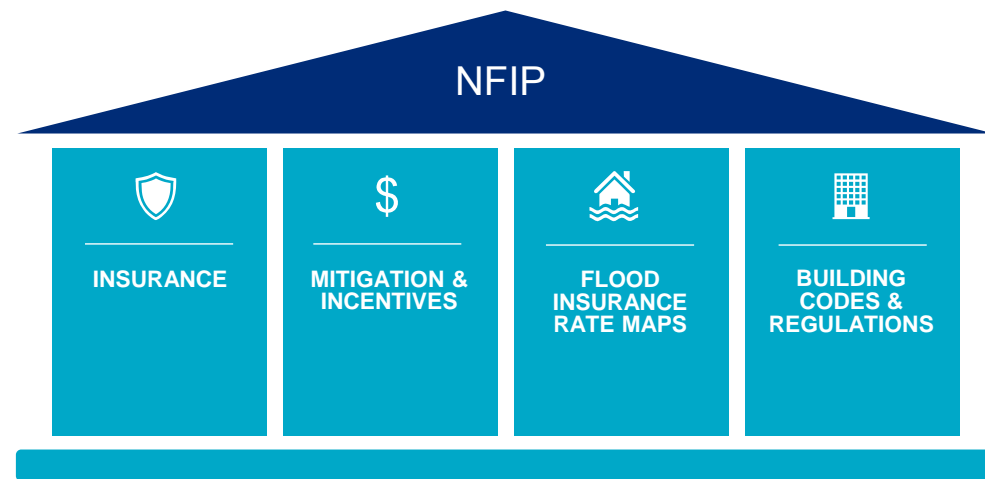 NFIP
$
INSURANCE
MITIGATION &
INCENTIVES
FLOOD
INSURANCE
RATE MAPS
BUILDING
CODES &
REGULATIONS